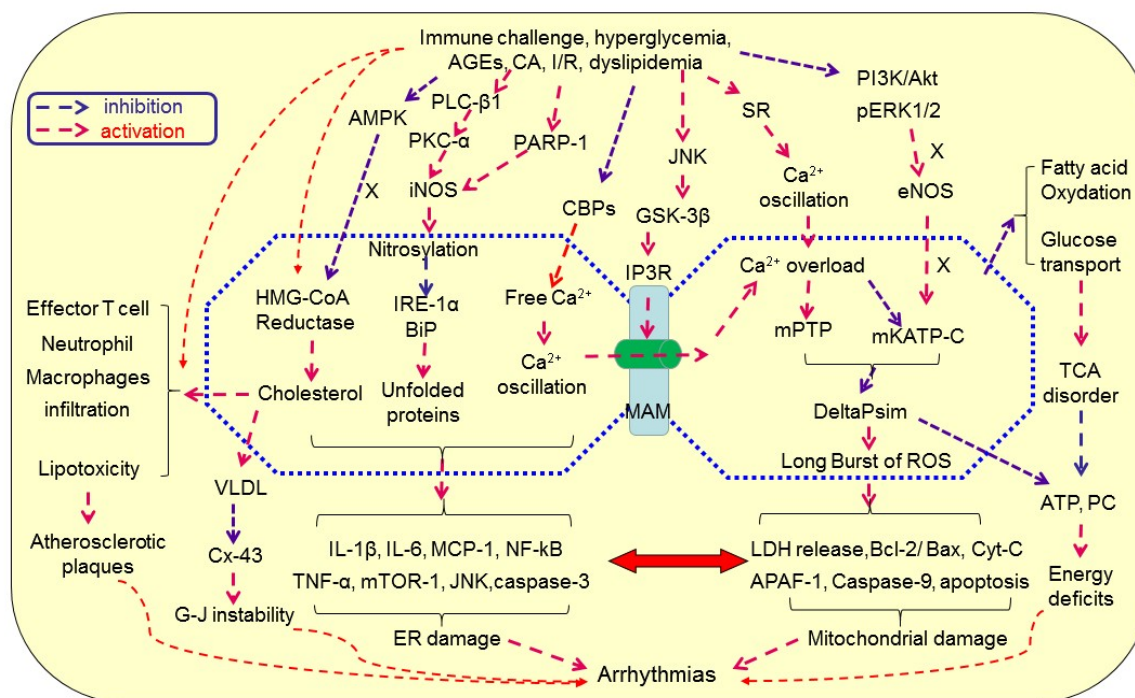 Immune challenge, hyperglycemia,
AGEs, CA, I/R, dyslipidemia
inhibition
activation
AMPK
PLC-β1
PKC-α
PARP-1
iNOS
X
Nitrosylation
CBPs
JNK
GSK-3β
IP3R
SR
Ca²⁺
oscillation
PI3K/Akt
pERK1/2
X
eNOS
X
Fatty acid
Oxydation
Glucose
transport
HMG-CoA
Reductase
IRE-1α
BiP
Free Ca²⁺
Ca²⁺ overload
mPTP
mKATP-C
Effector T cell
Neutrophil
Macrophages
infiltration
Lipotoxicity
Cholesterol
Unfolded
proteins
Ca²⁺
oscillation
MAM
DeltaPsim
Long Burst of ROS
TCA
disorder
ATP, PC
Energy
deficits
VLDL
Cx-43
G-J instability
Atherosclerotic
plaques
IL-1β, IL-6, MCP-1, NF-kB
TNF-α, mTOR-1, JNK,caspase-3
LDH release,Bcl-2/ Bax, Cyt-C
APAF-1, Caspase-9, apoptosis
ER damage
Mitochondrial damage
Arrhythmias